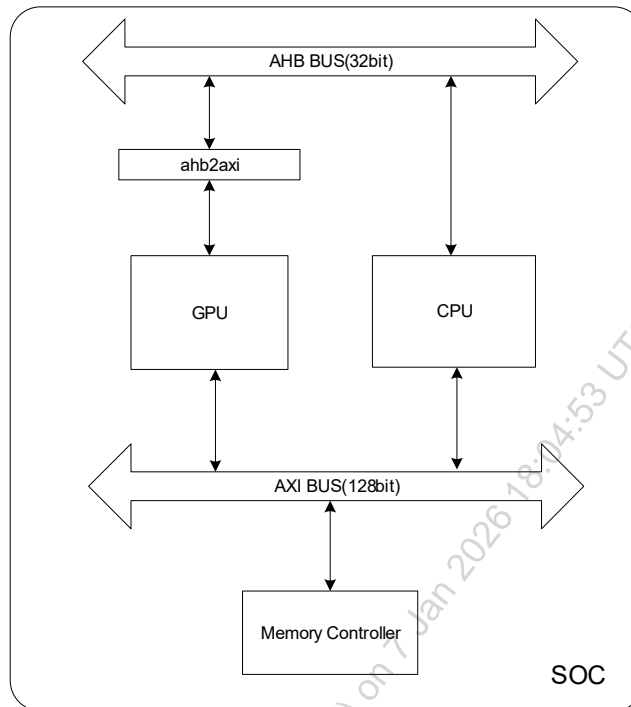 AHB BUS(32bit)
ahb2axi
GPU
CPU
AXI BUS(128bit)
Memory Controller
SOC
) on 7 Jan 2026 18:04:53 UT